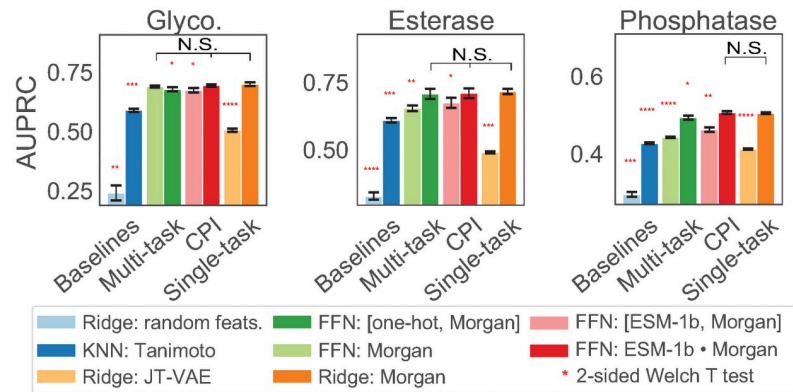 Glyco.
Esterase
Phosphatase
AUPRC
0.75
0.50
0.25
N.S.
**
***
*
*
****
Baselines
Multi-task
CPI
Single-task
0.75
0.50
N.S.
****
***
**
*
***
Baselines
Multi-task
CPI
Single-task
0.6
0.4
N.S.
***
****
****
*
**
****
Baselines
Multi-task
CPI
Single-task
Ridge: random feats.
FFN: [one-hot, Morgan]
FFN: [ESM-1b, Morgan]
KNN: Tanimoto
FFN: Morgan
FFN: ESM-1b • Morgan
Ridge: JT-VAE
Ridge: Morgan
* 2-sided Welch T test